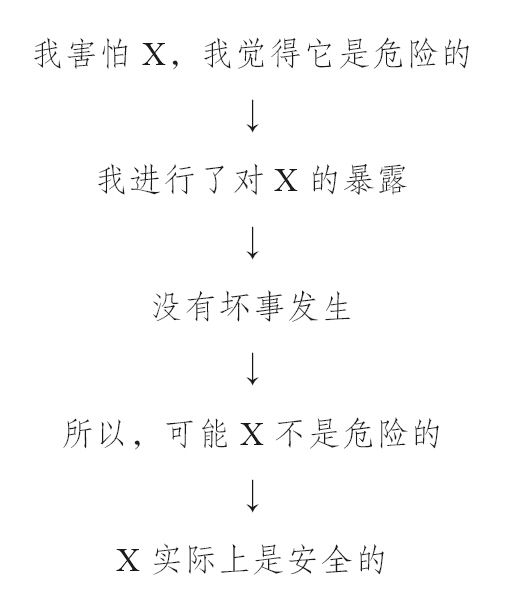 我害怕 X，我觉得它是危险的
↓
我进行了对 X 的暴露
↓
没有坏事发生
↓
所以，可能 X 不是危险的
↓
X 实际上是安全的